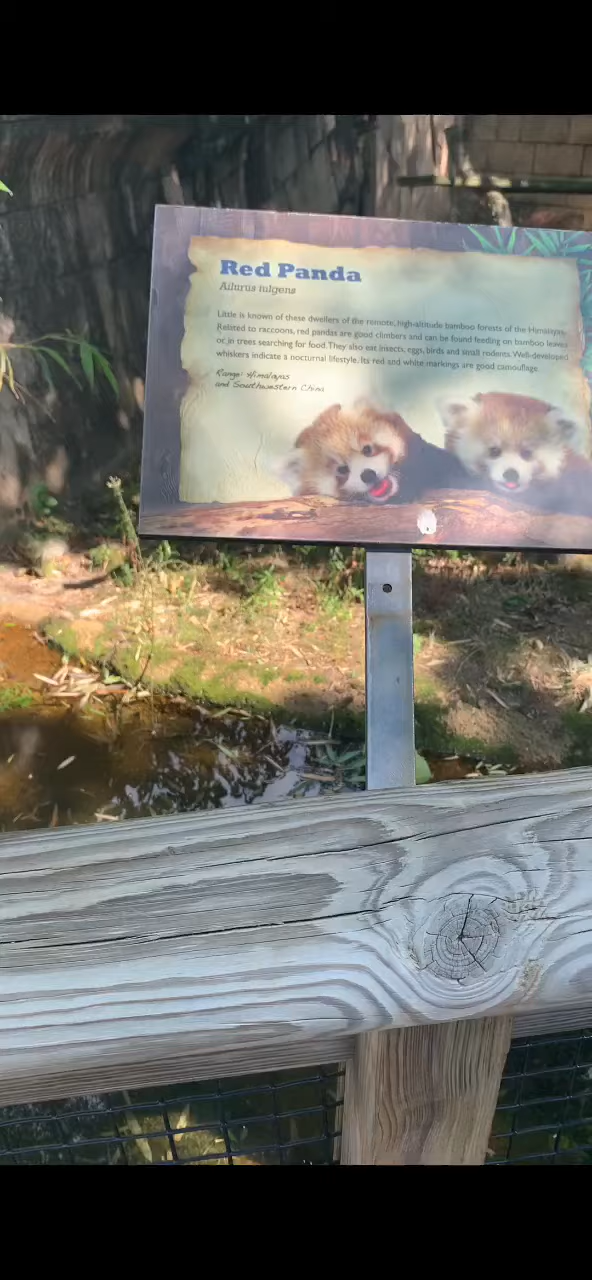 Red Panda
Ailurus fulgens
Little is known of these dwellers of the remote, high-altitude bamboo forests of the Himalayas.
Related to raccoons, red pandas are good climbers and can be found feeding on bamboo leaves
or in trees searching for food. They also eat insects, eggs, birds and small rodents. Well-developed
whiskers indicate a nocturnal lifestyle. Its red and white markings are good camouflage.
Range: Himalayas
and Southwestern China